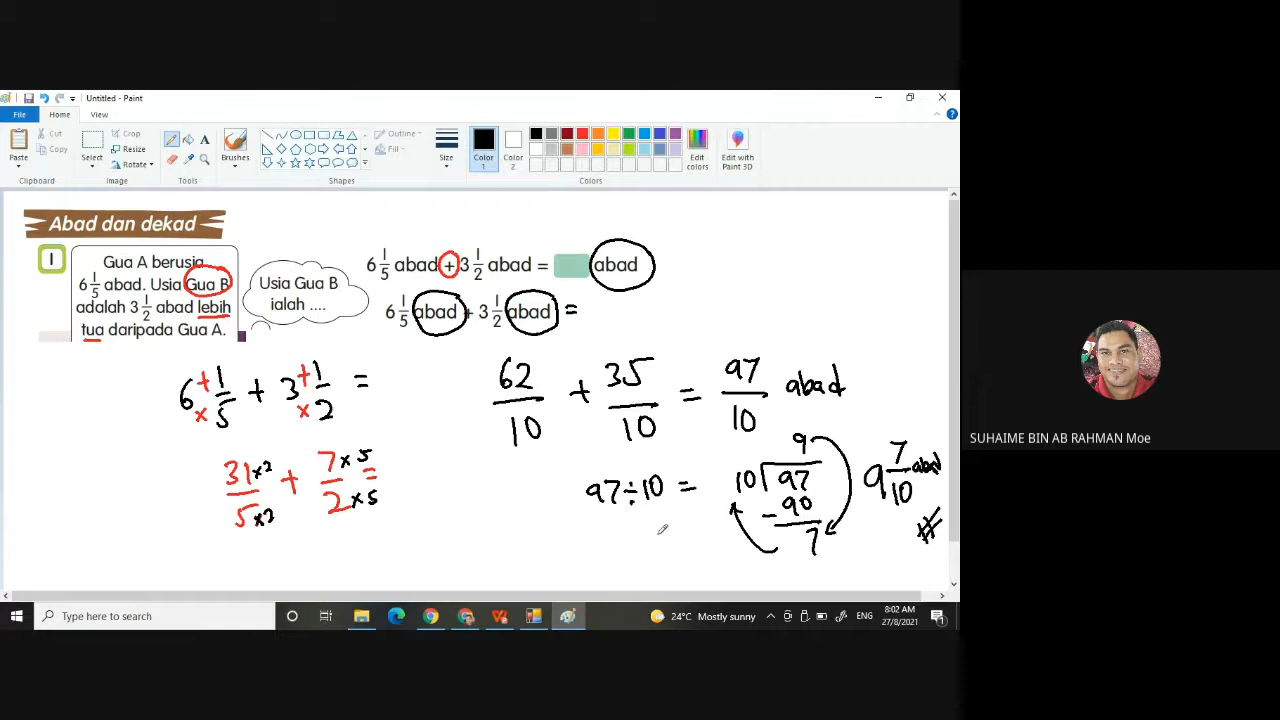 Untitled - Paint
File
Home
View
Paste
Cut
Copy
Clipboard
Select
Crop
Resize
Rotate
Image
Tools
Brushes
Shapes
Outline
Fill
Size
Color 1
Color 2
Colors
Edit colors
Edit with Paint 3D
Abad dan dekad
1
Gua A berusia
6 1/5 abad. Usia Gua B
adalah 3 1/2 abad lebih
tua daripada Gua A.
Usia Gua B
ialah ....
6 1/5 abad + 3 1/2 abad = abad
6 1/5 abad + 3 1/2 abad =
6 + 1 / × 5 + 3 + 1 / × 2 =
31 ×2 / 5 ×2 + 7 ×5 / 2 ×5 =
62/10 + 35/10 = 97/10 abad
97 ÷ 10 =
9
10 97
- 90
7
9 7/10 abad
SUHAIME BIN AB RAHMAN Moe
Type here to search
24°C Mostly sunny
ENG
8:02 AM
27/8/2021
1